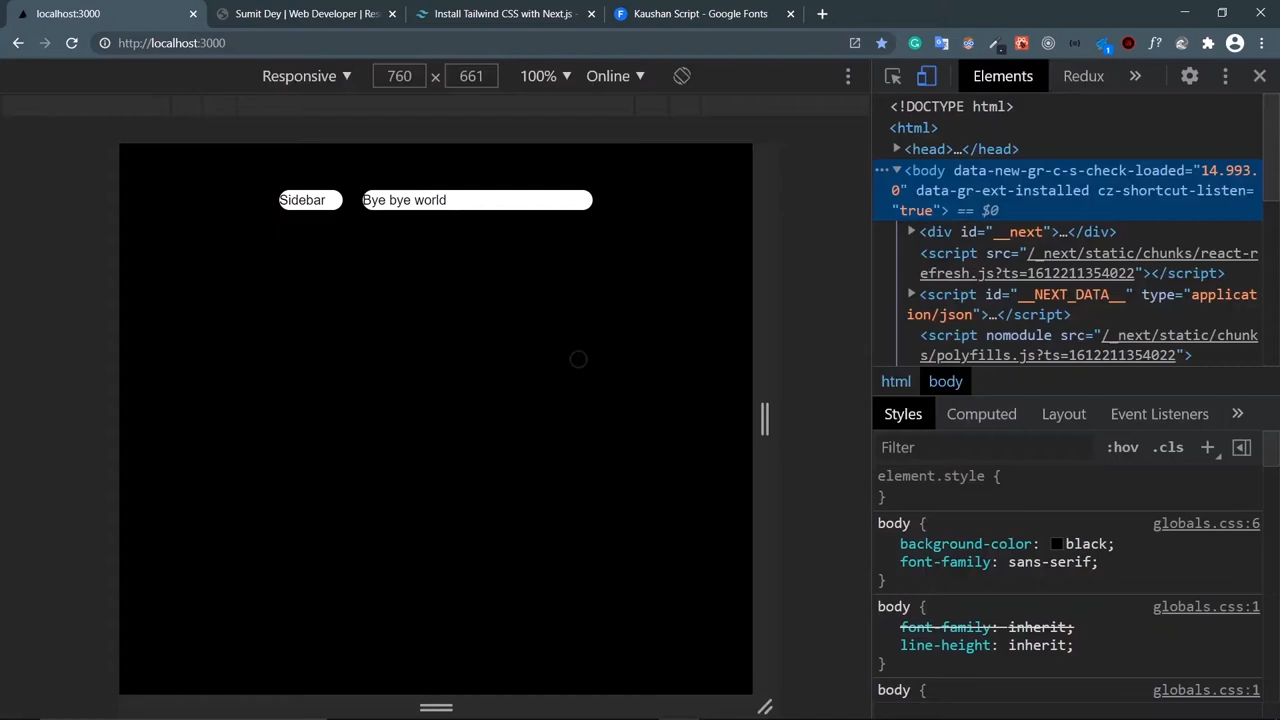 localhost:3000
Sumit Dey | Web Developer | Res
Install Tailwind CSS with Next.js -
Kaushan Script - Google Fonts
http://localhost:3000
Responsive
760
×
661
100%
Online
Elements
Redux
»
<!DOCTYPE html>
<html>
<head>…</head>
<body data-new-gr-c-s-check-loaded="14.993.
0" data-gr-ext-installed cz-shortcut-listen=
"true"> == $0
<div id="__next">…</div>
<script src="/_next/static/chunks/react-r
efresh.js?ts=1612211354022"></script>
<script id="__NEXT_DATA__" type="applicat
ion/json">…</script>
<script nomodule src="/_next/static/chunk
s/polyfills.js?ts=1612211354022">
html
body
Styles
Computed
Layout
Event Listeners
»
Filter
:hov
.cls
+
element.style {
}
body {
globals.css:6
background-color: black;
font-family: sans-serif;
}
body {
globals.css:1
font-family: inherit;
line-height: inherit;
}
body {
globals.css:1
Sidebar
Bye bye world